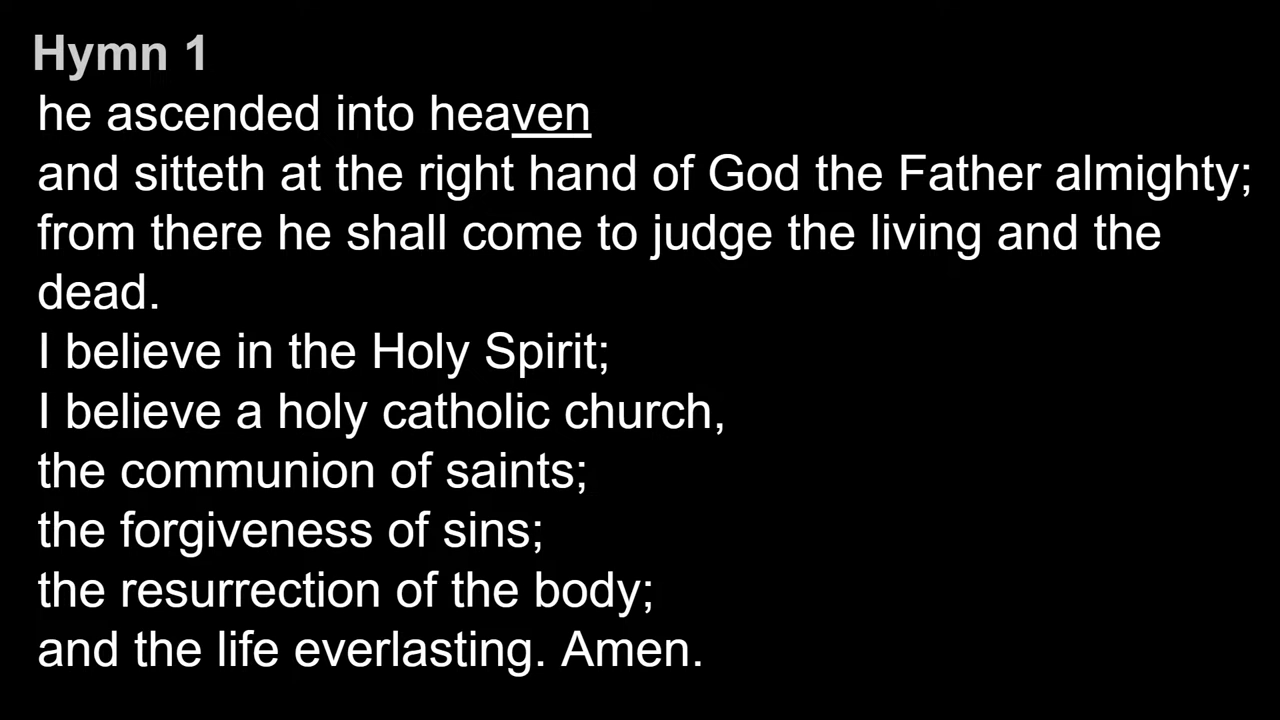 Hymn 1
he ascended into heaven
and sitteth at the right hand of God the Father almighty;
from there he shall come to judge the living and the
dead.
I believe in the Holy Spirit;
I believe a holy catholic church,
the communion of saints;
the forgiveness of sins;
the resurrection of the body;
and the life everlasting. Amen.